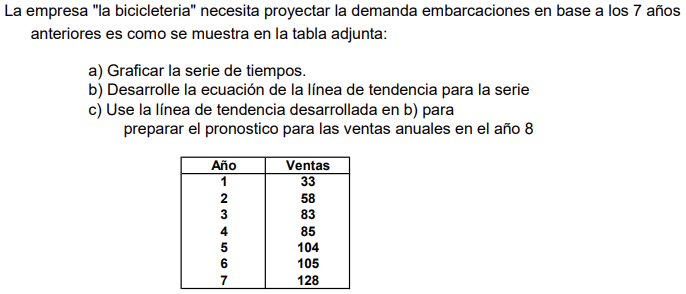 La empresa "la bicicleteria" necesita proyectar la demanda embarcaciones en base a los 7 años
anteriores es como se muestra en la tabla adjunta:
a) Graficar la serie de tiempos.
b) Desarrolle la ecuación de la línea de tendencia para la serie
c) Use la línea de tendencia desarrollada en b) para
preparar el pronostico para las ventas anuales en el año 8
Año Ventas
1 33
2 58
3 83
4 85
5 104
6 105
7 128